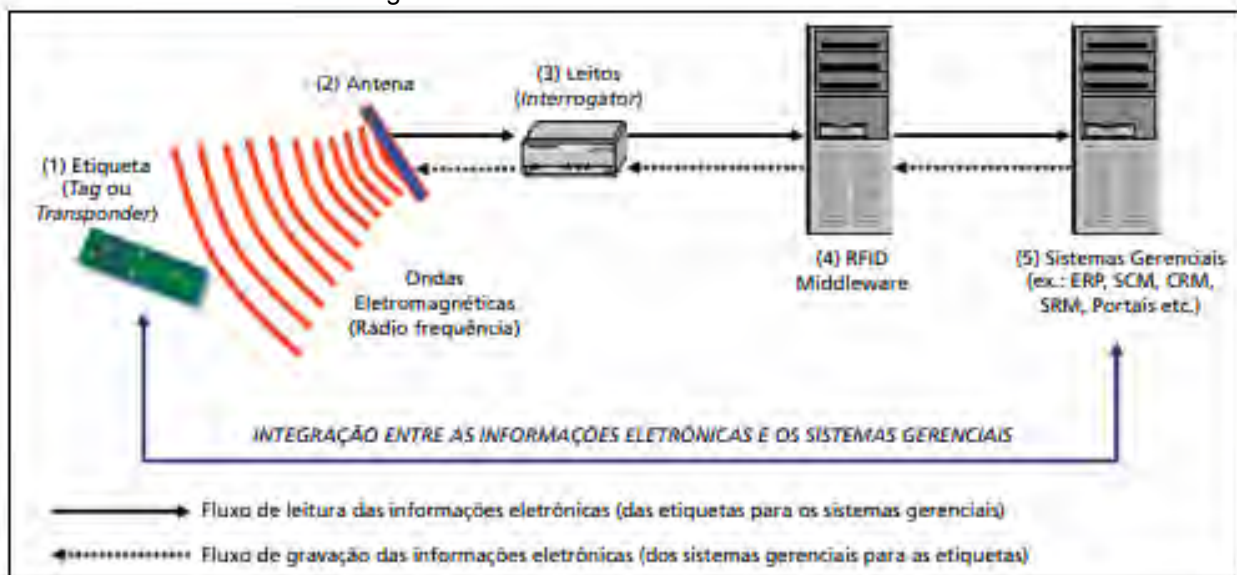 (1) Etiqueta
(Tag ou
Transponder)
(2) Antena
Ondas
Eletromagnéticas
(Rádio frequência)
(3) Leitos
(Interrogator)
(4) RFID
Middleware
(5) Sistemas Gerenciais
(ex.: ERP, SCM, CRM,
SRM, Portais etc.)
INTEGRAÇÃO ENTRE AS INFORMAÇÕES ELETRÔNICAS E OS SISTEMAS GERENCIAIS
Fluxo de leitura das informações eletrônicas (das etiquetas para os sistemas gerenciais)
Fluxo de gravação das informações eletrônicas (dos sistemas gerenciais para as etiquetas)